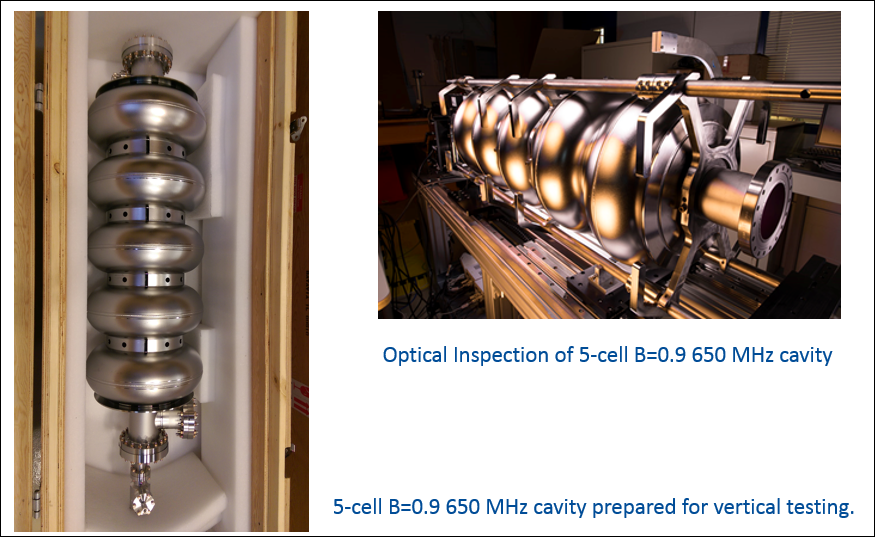 Optical Inspection of 5-cell B=0.9 650 MHz cavity
5-cell B=0.9 650 MHz cavity prepared for vertical testing.